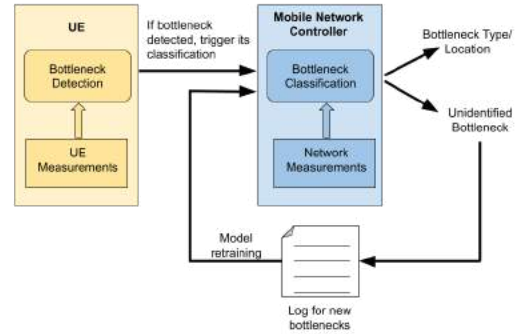 UE
Bottleneck
Detection
UE
Measurements
If bottleneck
detected, trigger its
classification
Mobile Network
Controller
Bottleneck
Classification
Network
Measurements
Bottleneck Type/
Location
Unidentified
Bottleneck
Model
retraining
Log for new
bottlenecks